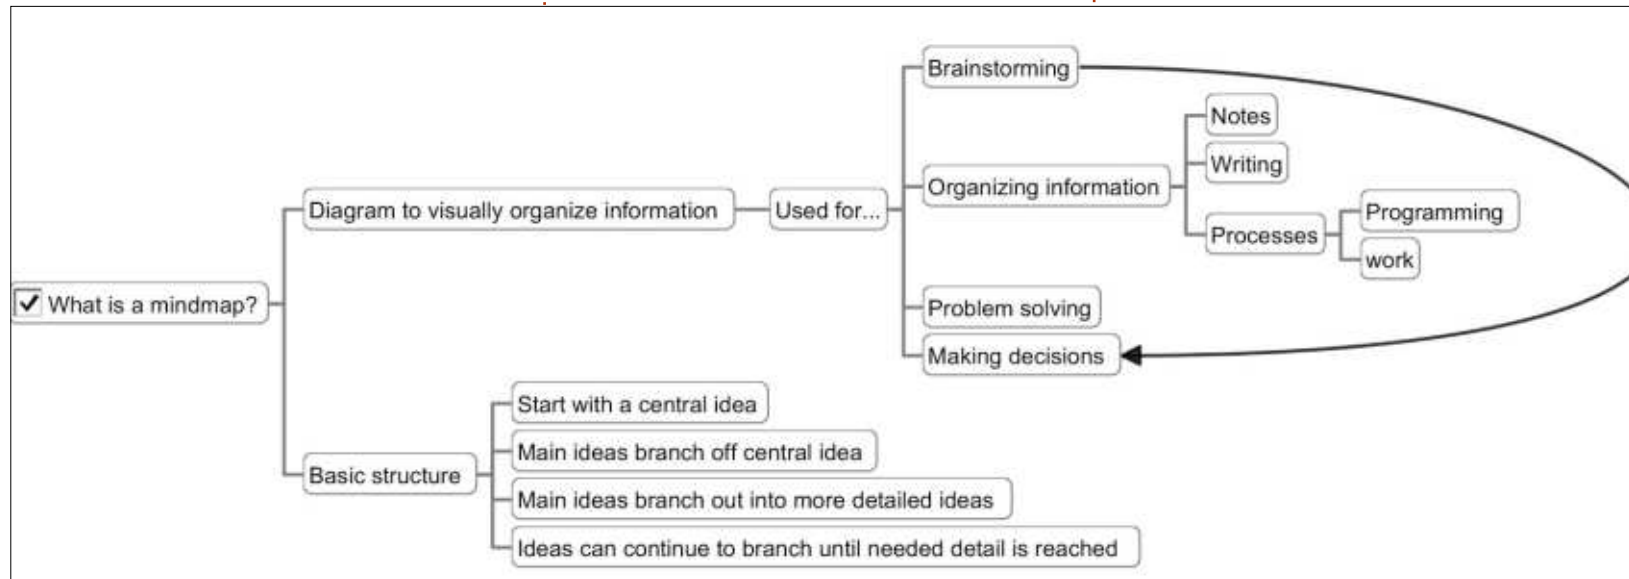 What is a mindmap?
Diagram to visually organize information
Used for...
Brainstorming
Organizing information
Notes
Writing
Processes
Programming
work
Problem solving
Making decisions
Basic structure
Start with a central idea
Main ideas branch off central idea
Main ideas branch out into more detailed ideas
Ideas can continue to branch until needed detail is reached